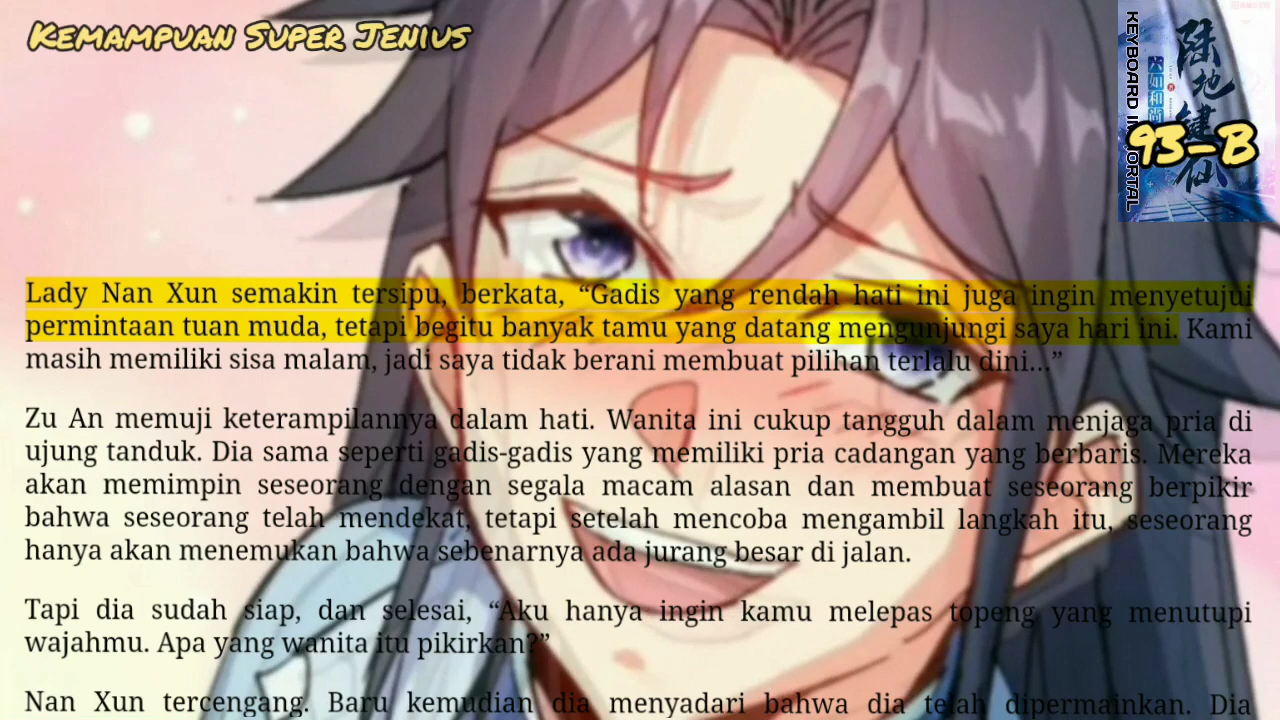 Kemampuan Super Jenius
KEYBOARD IMMORTAL
陆地键仙
93-B
Lady Nan Xun semakin tersipu, berkata, “Gadis yang rendah hati ini juga ingin menyetujui
permintaan tuan muda, tetapi begitu banyak tamu yang datang mengunjungi saya hari ini. Kami
masih memiliki sisa malam, jadi saya tidak berani membuat pilihan terlalu dini...”
Zu An memuji keterampilannya dalam hati. Wanita ini cukup tangguh dalam menjaga pria di
ujung tanduk. Dia sama seperti gadis-gadis yang memiliki pria cadangan yang berbaris. Mereka
akan memimpin seseorang dengan segala macam alasan dan membuat seseorang berpikir
bahwa seseorang telah mendekat, tetapi setelah mencoba mengambil langkah itu, seseorang
hanya akan menemukan bahwa sebenarnya ada jurang besar di jalan.
Tapi dia sudah siap, dan selesai, “Aku hanya ingin kamu melepas topeng yang menutupi
wajahmu. Apa yang wanita itu pikirkan?”
Nan Xun tercengang. Baru kemudian dia menyadari bahwa dia telah dipermainkan. Dia